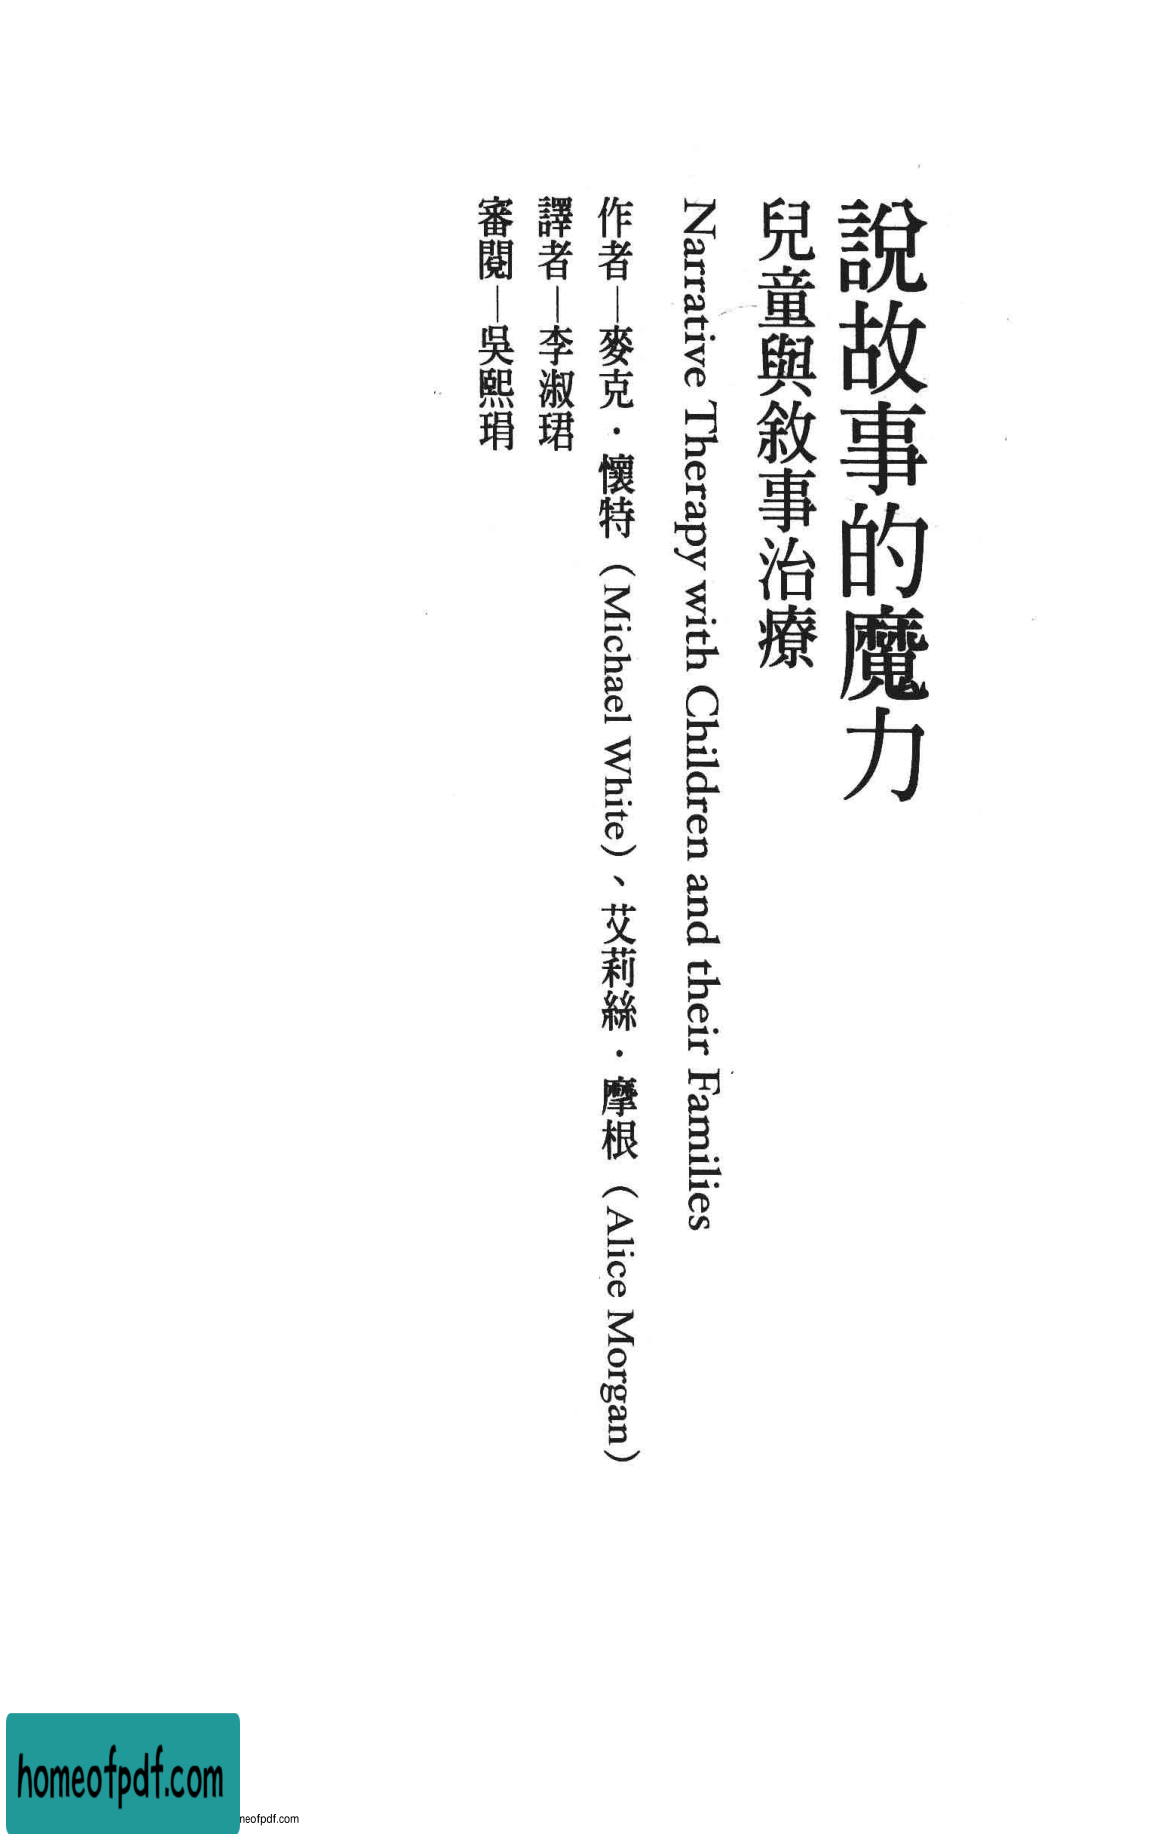 說故事的魔力
兒童與敘事治療
Narrative Therapy with Children and their Families
作者—麥克・懷特（Michael White）、艾莉絲・摩根（Alice Morgan）
譯者—李淑珺
審閱—吳熙琄
homeofpdf.com
neofpdf.com